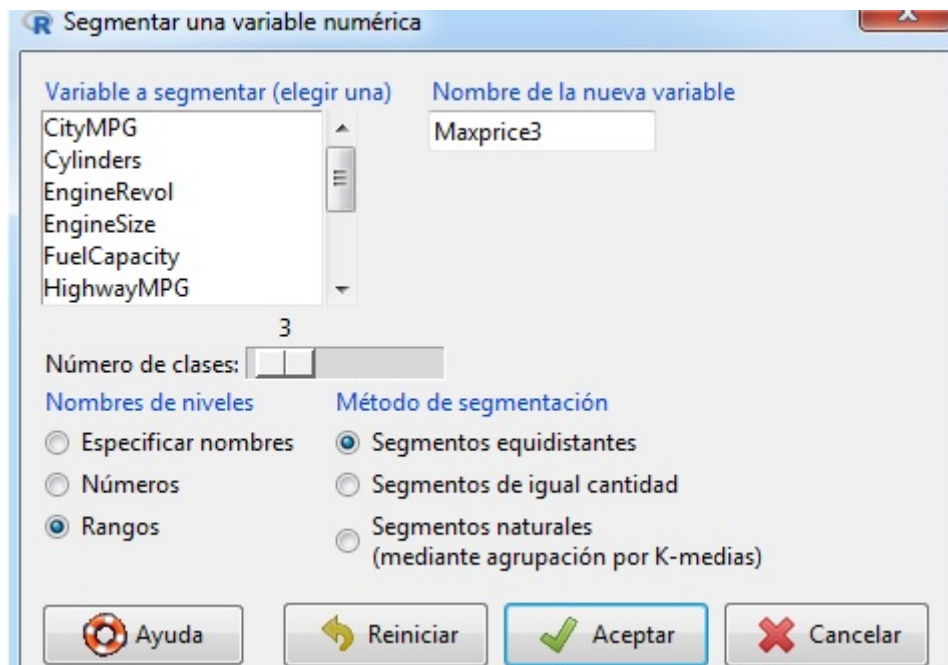 Segmentar una variable numérica
Variable a segmentar (elegir una)
Nombre de la nueva variable
CityMPG
Cylinders
EngineRevol
EngineSize
FuelCapacity
HighwayMPG
Maxprice3
3
Número de clases:
Nombres de niveles
Especificar nombres
Números
Rangos
Método de segmentación
Segmentos equidistantes
Segmentos de igual cantidad
Segmentos naturales
(mediante agrupación por K-medias)
Ayuda
Reiniciar
Aceptar
Cancelar